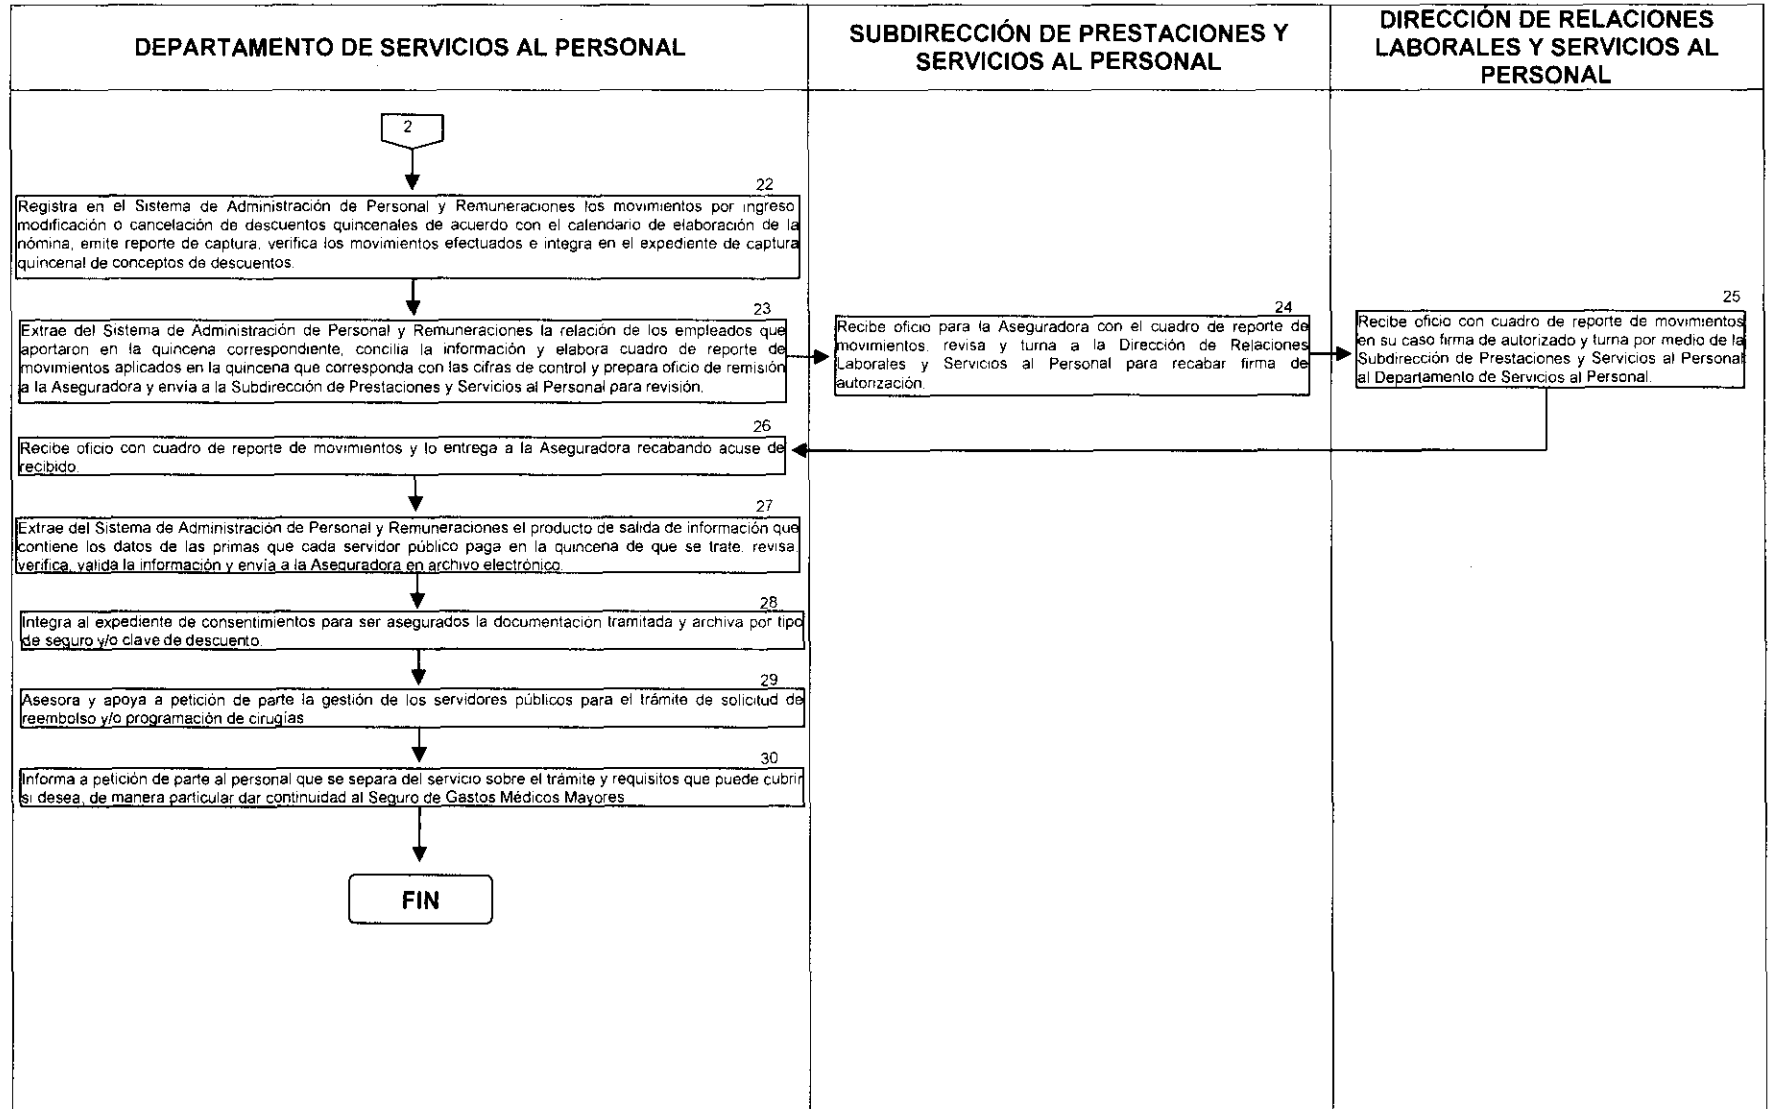 DEPARTAMENTO DE SERVICIOS AL PERSONAL
SUBDIRECCIÓN DE PRESTACIONES Y
SERVICIOS AL PERSONAL
DIRECCIÓN DE RELACIONES
LABORALES Y SERVICIOS AL
PERSONAL
2
22
Registra en el Sistema de Administración de Personal y Remuneraciones los movimientos por ingreso
modificación o cancelación de descuentos quincenales de acuerdo con el calendario de elaboración de la
nómina, emite reporte de captura, verifica los movimientos efectuados e integra en el expediente de captura
quincenal de conceptos de descuentos.
23
Extrae del Sistema de Administración de Personal y Remuneraciones la relación de los empleados que
aportaron en la quincena correspondiente, concilia la información y elabora cuadro de reporte de
movimientos aplicados en la quincena que corresponda con las cifras de control y prepara oficio de remisión
a la Aseguradora y envía a la Subdirección de Prestaciones y Servicios al Personal para revisión.
24
Recibe oficio para la Aseguradora con el cuadro de reporte de
movimientos, revisa y turna a la Dirección de Relaciones
Laborales y Servicios al Personal para recabar firma de
autorización.
25
Recibe oficio con cuadro de reporte de movimientos
en su caso firma de autorizado y turna por medio de la
Subdirección de Prestaciones y Servicios al Personal
al Departamento de Servicios al Personal.
26
Recibe oficio con cuadro de reporte de movimientos y lo entrega a la Aseguradora recabando acuse de
recibido.
27
Extrae del Sistema de Administración de Personal y Remuneraciones el producto de salida de información que
contiene los datos de las primas que cada servidor público paga en la quincena de que se trate, revisa,
verifica, valida la información y envía a la Aseguradora en archivo electrónico.
28
Integra al expediente de consentimientos para ser asegurados la documentación tramitada y archiva por tipo
de seguro y/o clave de descuento.
29
Asesora y apoya a petición de parte la gestión de los servidores públicos para el trámite de solicitud de
reembolso y/o programación de cirugías
30
Informa a petición de parte al personal que se separa del servicio sobre el trámite y requisitos que puede cubrir
si desea, de manera particular dar continuidad al Seguro de Gastos Médicos Mayores
FIN